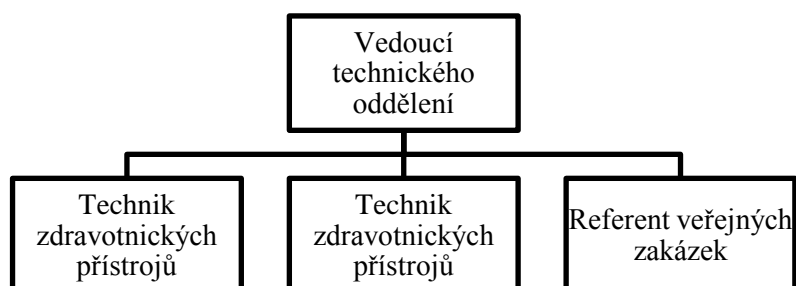 Vedoucí
technického
oddělení
Technik
zdravotnických
přístrojů
Technik
zdravotnických
přístrojů
Referent veřejných
zakázek